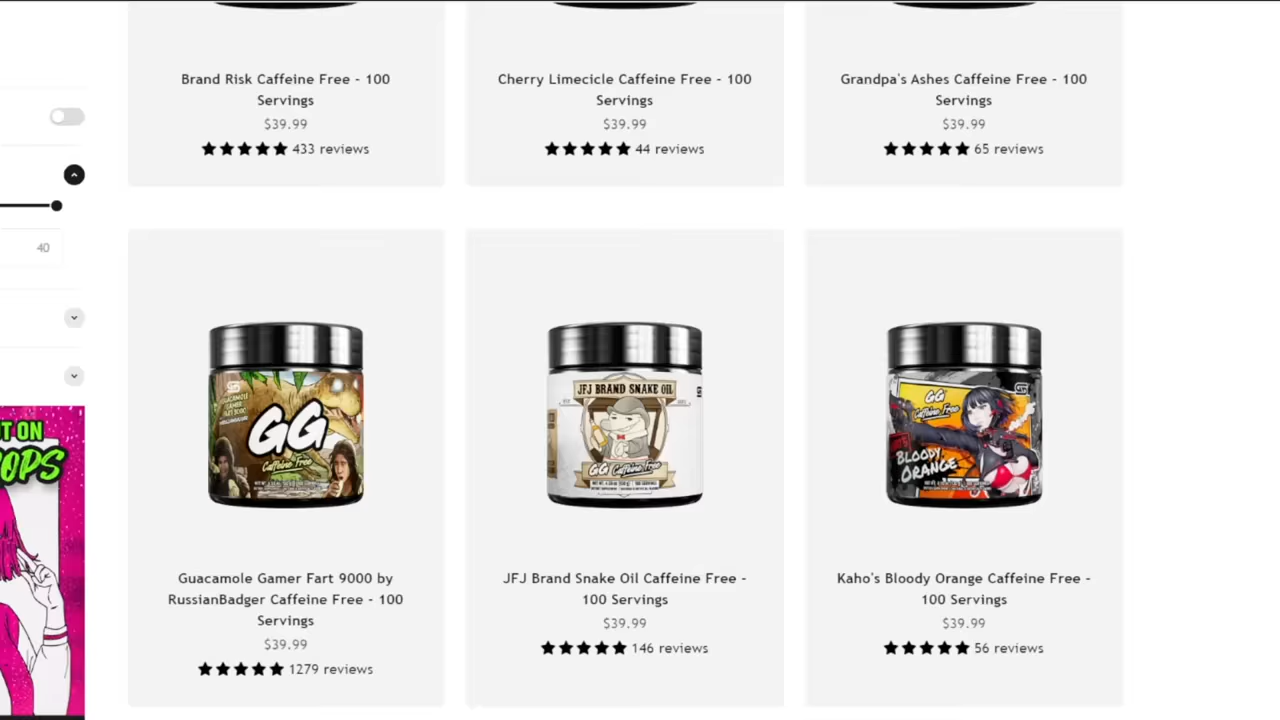 Brand Risk Caffeine Free - 100
Servings
$39.99
433 reviews
Cherry Limecicle Caffeine Free - 100
Servings
$39.99
44 reviews
Grandpa's Ashes Caffeine Free - 100
Servings
$39.99
65 reviews
40
T ON
OPS
GG
Caffeine Free
Guacamole Gamer Fart 9000 by
RussianBadger Caffeine Free - 100
Servings
$39.99
1279 reviews
JFJ BRAND SNAKE OIL
GG Caffeine Free
JFJ Brand Snake Oil Caffeine Free -
100 Servings
$39.99
146 reviews
GG
Caffeine Free
BLOODY
ORANGE
Kaho's Bloody Orange Caffeine Free -
100 Servings
$39.99
56 reviews